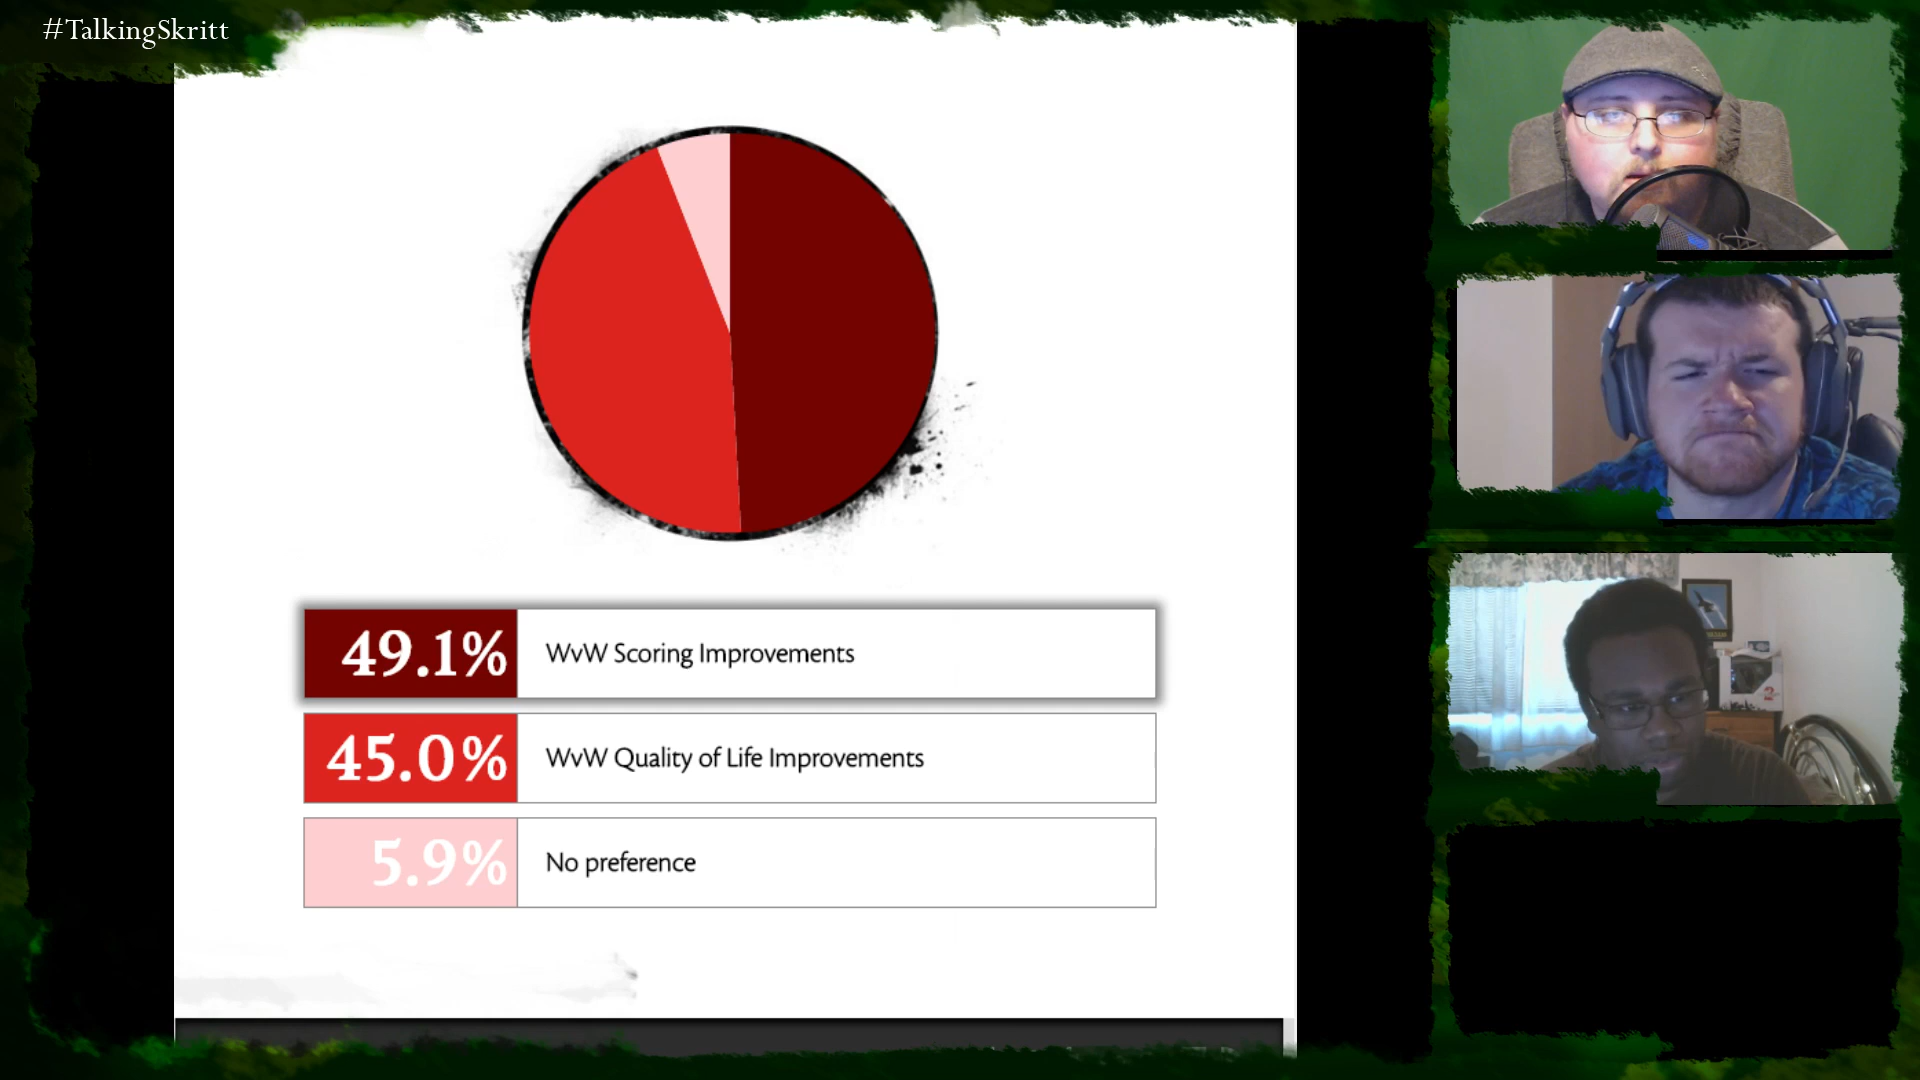 #TalkingSkritt
49.1% WvW Scoring Improvements
45.0% WvW Quality of Life Improvements
5.9% No preference